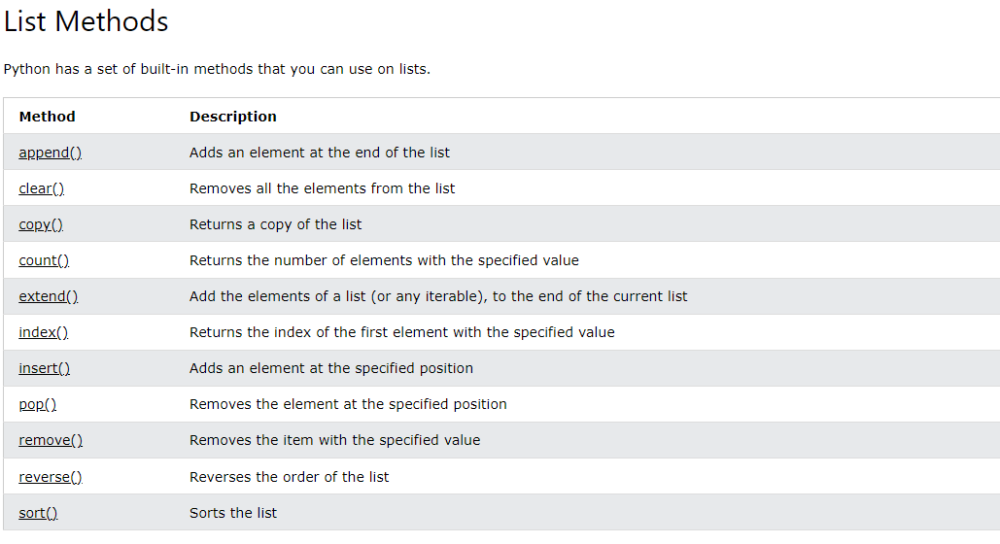 List Methods
Python has a set of built-in methods that you can use on lists.
Method Description
append() Adds an element at the end of the list
clear() Removes all the elements from the list
copy() Returns a copy of the list
count() Returns the number of elements with the specified value
extend() Add the elements of a list (or any iterable), to the end of the current list
index() Returns the index of the first element with the specified value
insert() Adds an element at the specified position
pop() Removes the element at the specified position
remove() Removes the item with the specified value
reverse() Reverses the order of the list
sort() Sorts the list